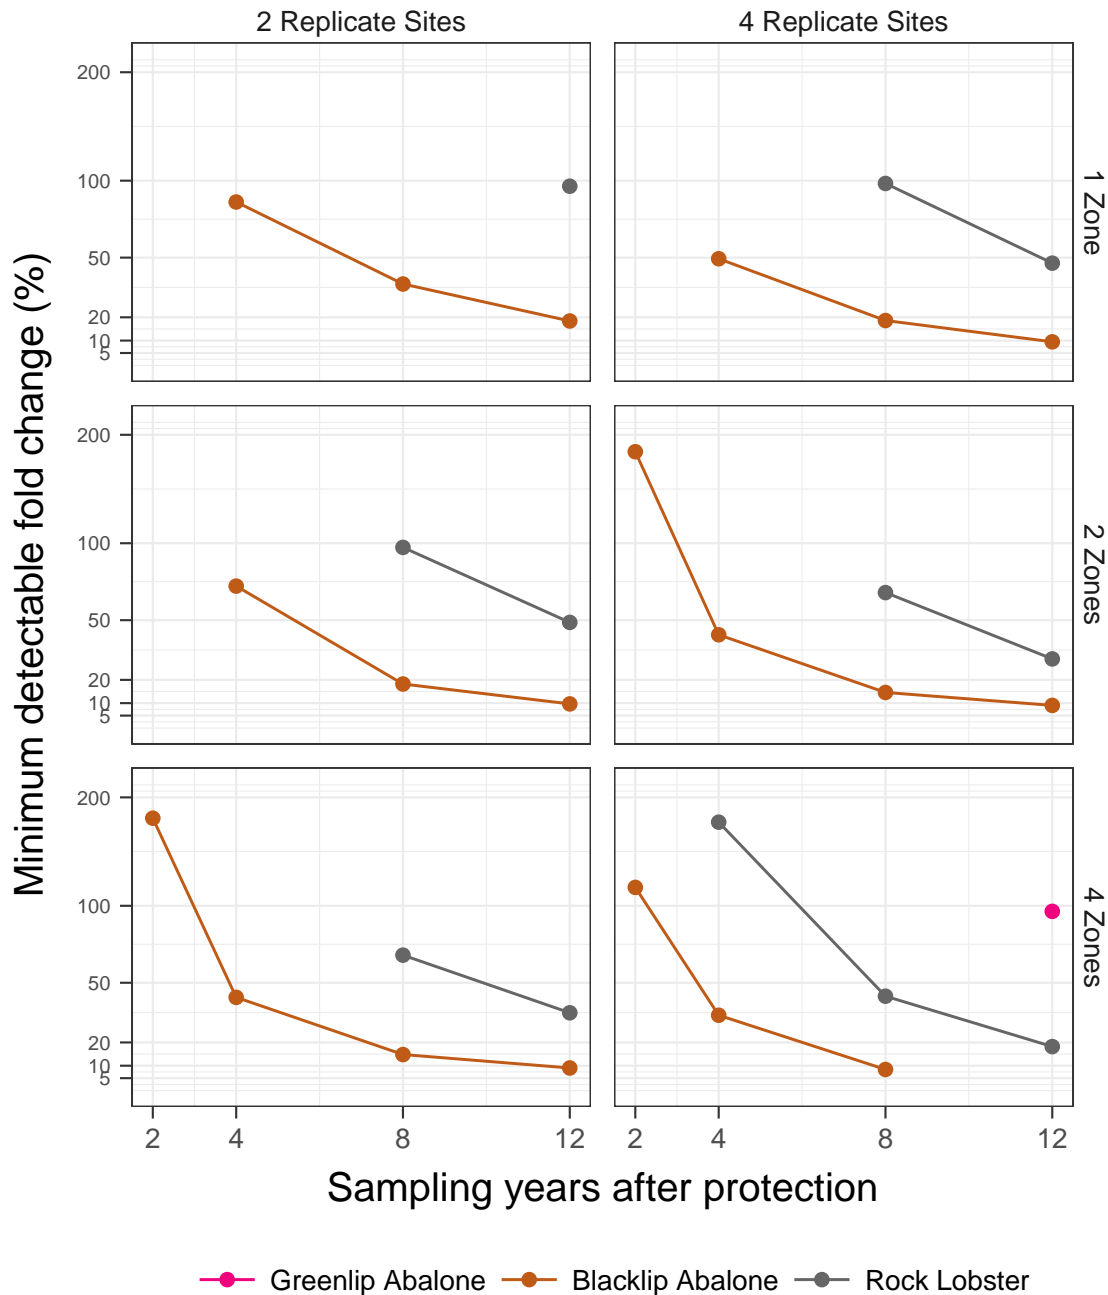 2 Replicate Sites
4 Replicate Sites
200
100
50
20
10
5
1 Zone
200
100
50
20
10
5
2 Zones
200
100
50
20
10
5
4 Zones
Minimum detectable fold change (%)
2 4 8 12
2 4 8 12
Sampling years after protection
Greenlip Abalone
Blacklip Abalone
Rock Lobster